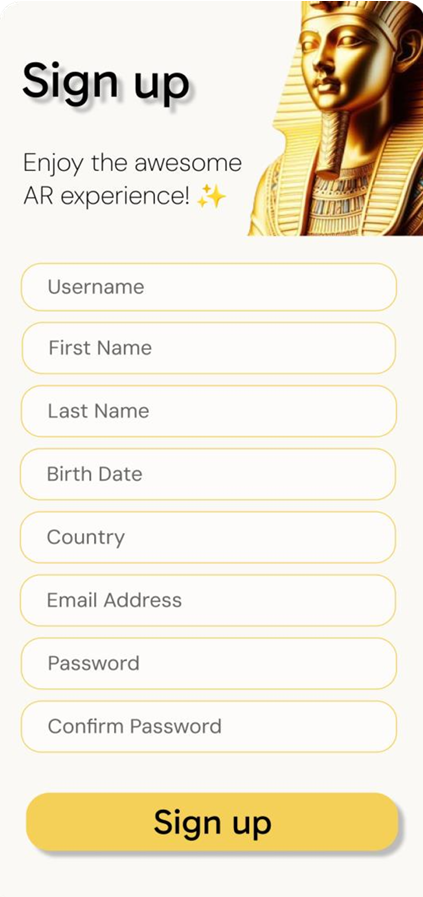 Sign up
Enjoy the awesome
AR experience! ✨
Username
First Name
Last Name
Birth Date
Country
Email Address
Password
Confirm Password
Sign up